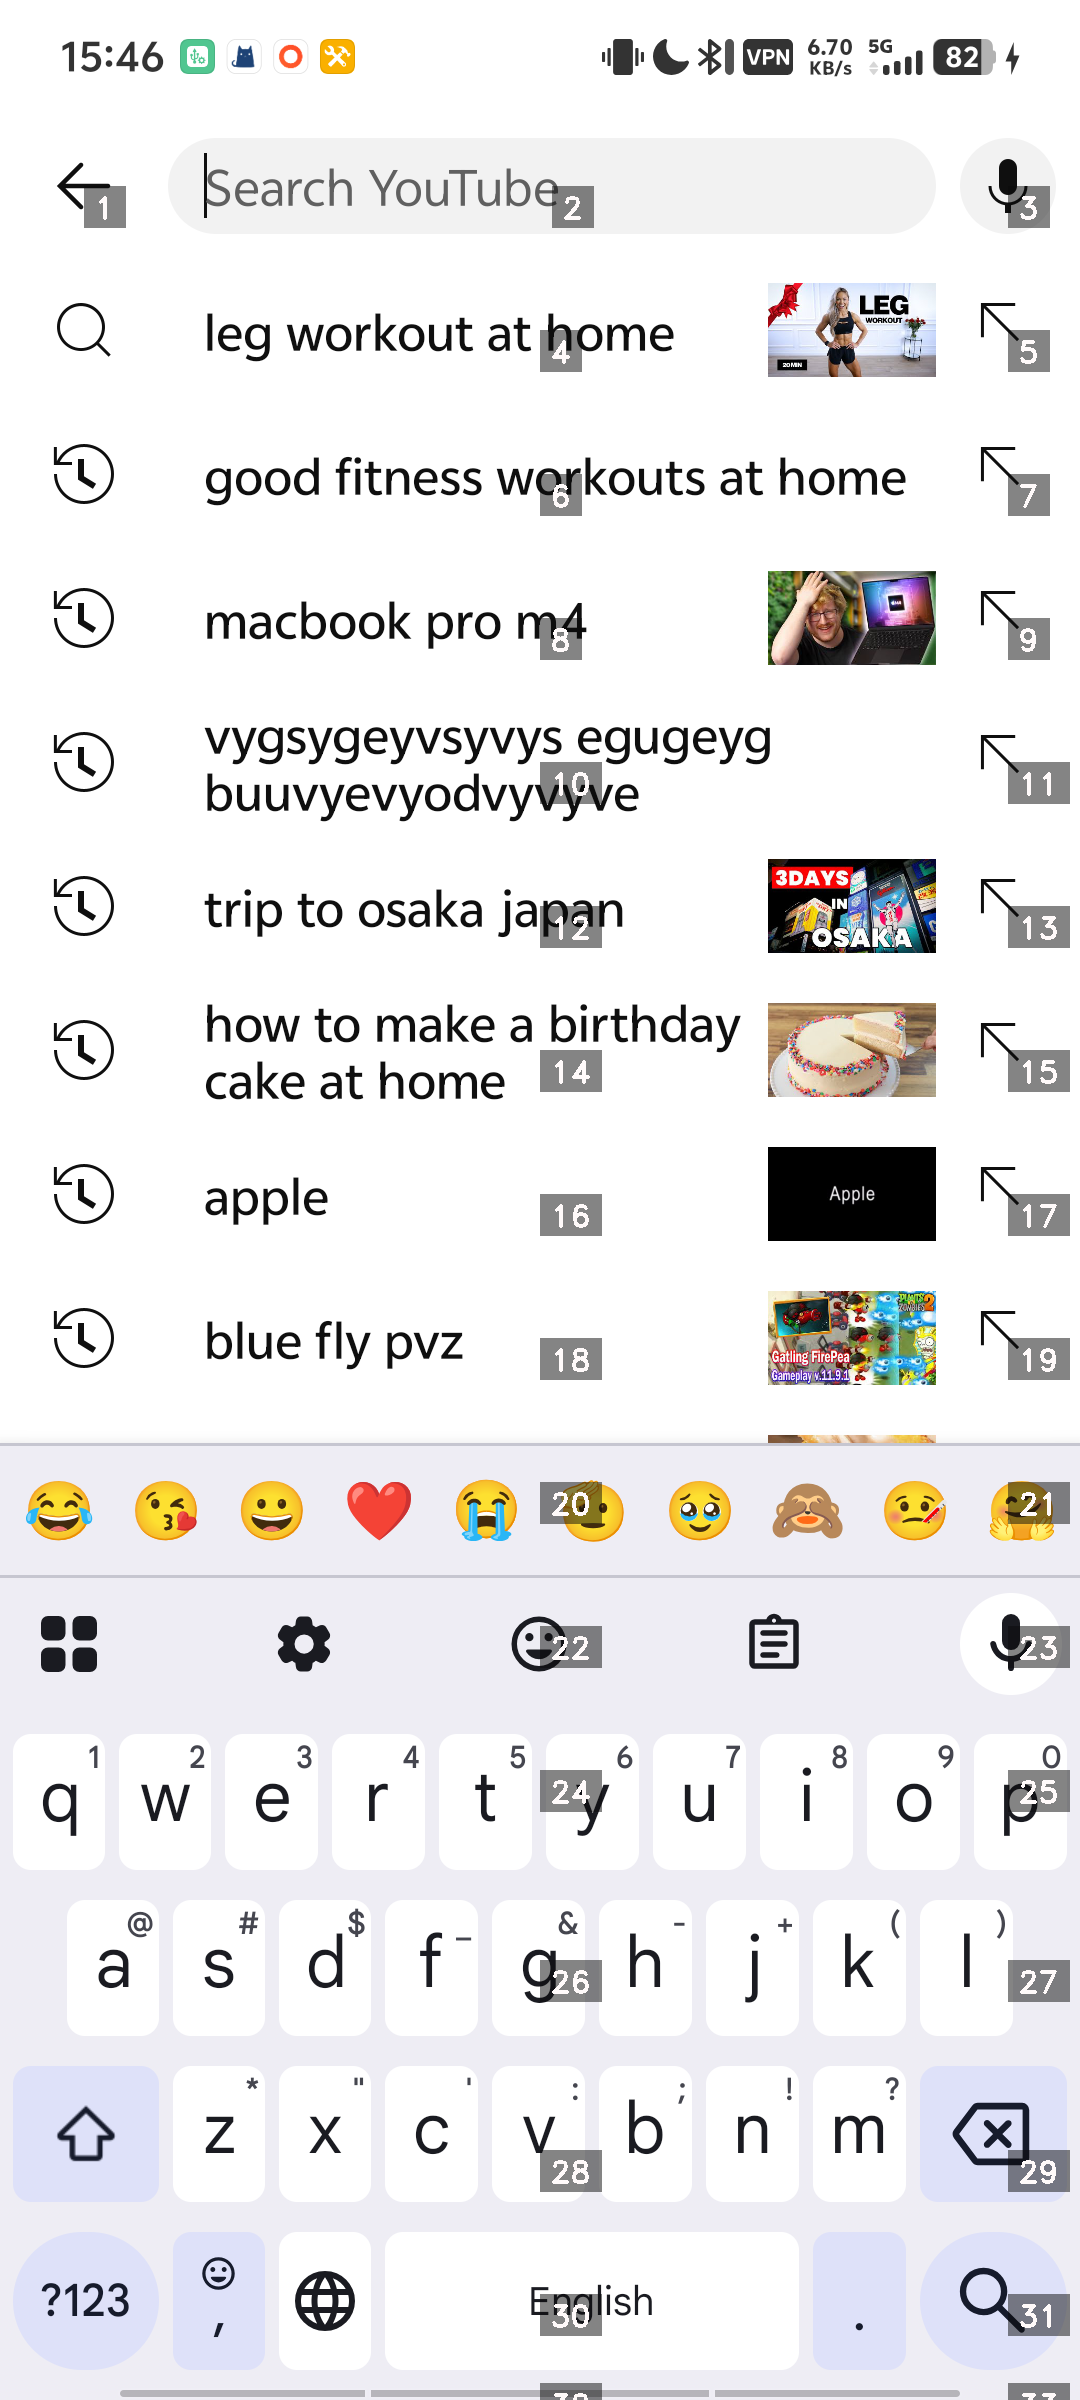 15:46
VPN
6.70 KB/s
5G
82
Search YouTube
1
2
3
leg workout at home
LEG
WORKOUT
20 MIN
4
5
good fitness workouts at home
6
7
macbook pro m4
8
9
vygsygeyvsyvys egugeyg
buuvyevyodvyvyve
10
11
trip to osaka japan
3DAYS
IN
OSAKA
12
13
how to make a birthday
cake at home
14
15
apple
Apple
16
17
blue fly pvz
Gatling FirePea
Gameplay v.11.9.1
18
19
20
21
22
23
1 2 3 4 5 6 7 8 9 0
q w e r t y u i o p
24
25
@ # $ _ & - + ( )
a s d f g h j k l
26
27
* " ' : ; ! ?
z x c v b n m
28
29
?123 , English .
30
31